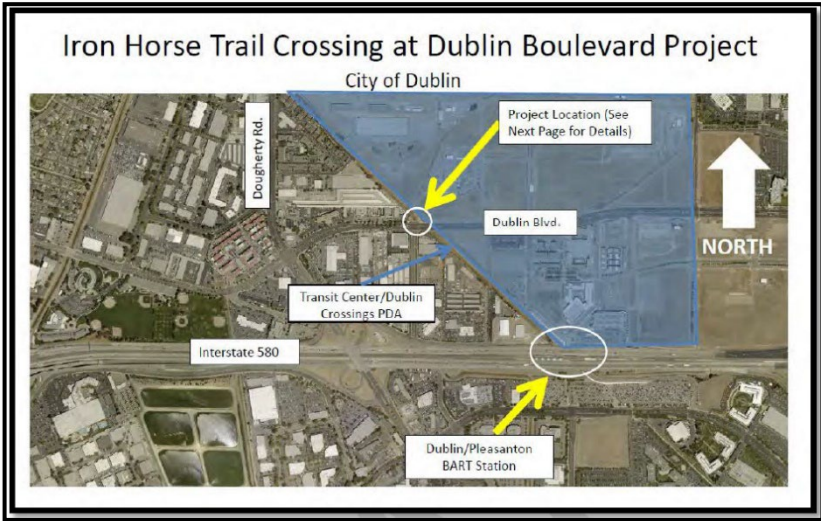 Iron Horse Trail Crossing at Dublin Boulevard Project
City of Dublin
Project Location (See
Next Page for Details)
Dougherty Rd.
Dublin Blvd.
NORTH
Transit Center/Dublin
Crossings PDA
Interstate 580
Dublin/Pleasanton
BART Station